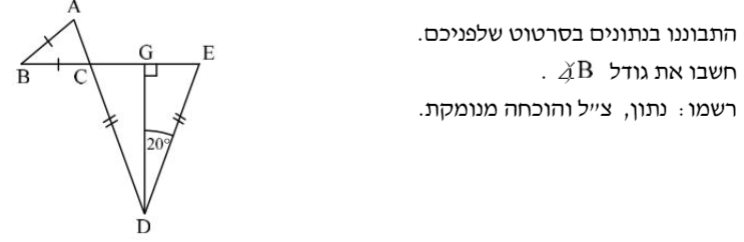 התבוננו בנתונים בסרטוט שלפניכם.
חשבו את גודל ∢B .
רשמו: נתון, צ״ל והוכחה מנומקת.
A
G
E
B
C
20°
D